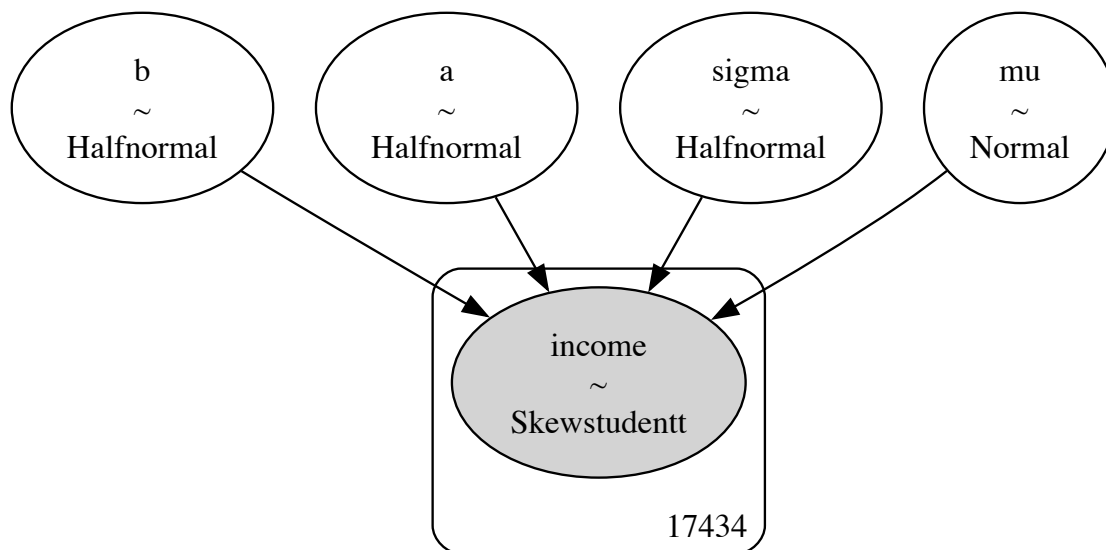 b
~
Halfnormal
a
~
Halfnormal
sigma
~
Halfnormal
mu
~
Normal
income
~
Skewstudentt
17434